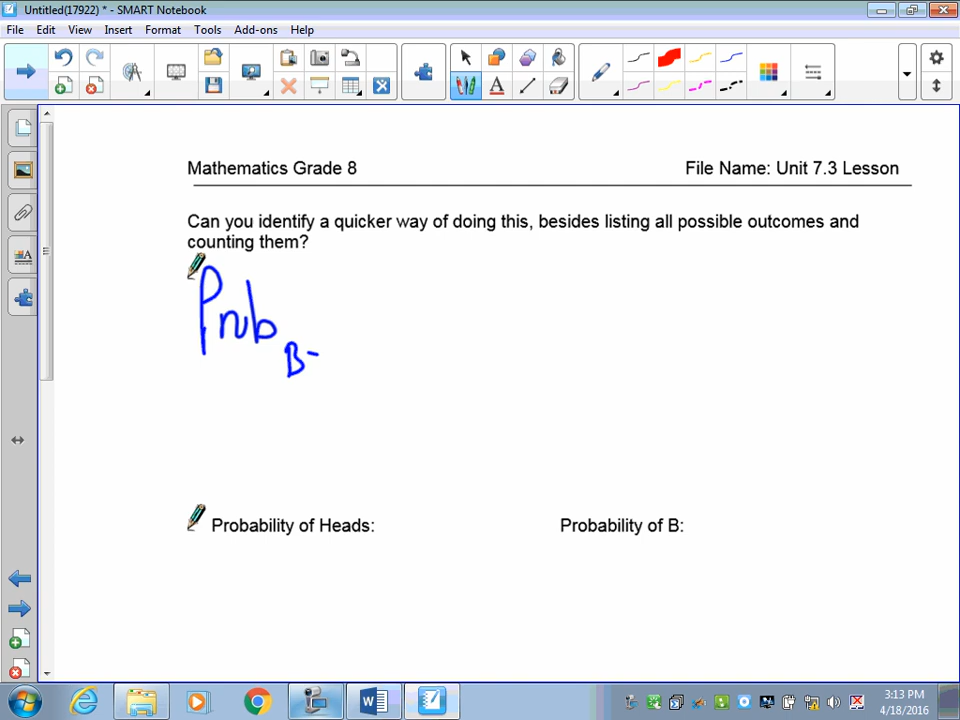 Untitled(17922) * - SMART Notebook
File Edit View Insert Format Tools Add-ons Help
Mathematics Grade 8 File Name: Unit 7.3 Lesson
Can you identify a quicker way of doing this, besides listing all possible outcomes and
counting them?
Prob
B-
Probability of Heads: Probability of B:
3:13 PM
4/18/2016